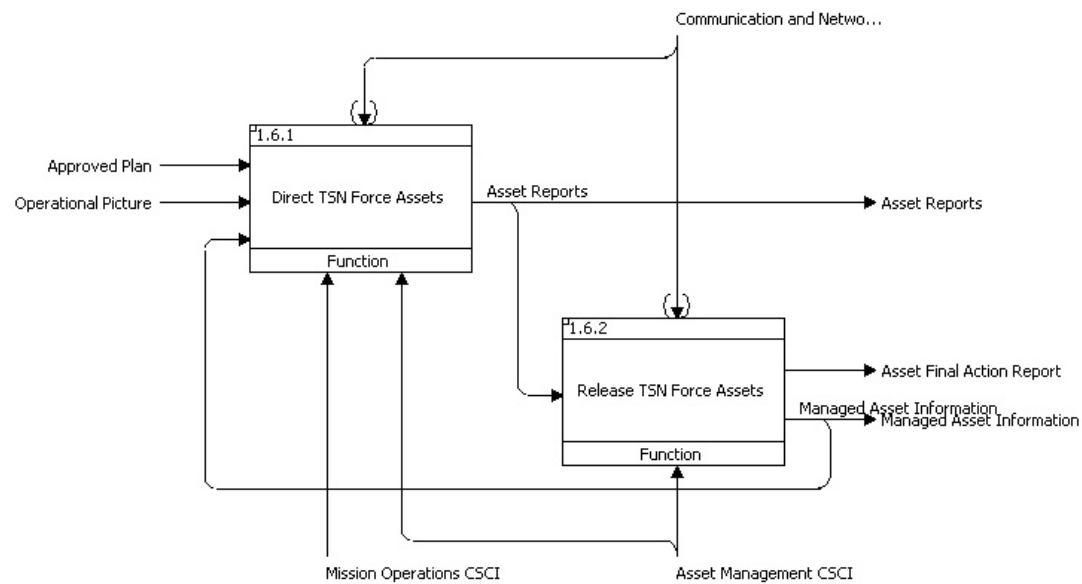 Communication and Netwo...
1.6.1
Approved Plan
Direct TSN Force Assets
Asset Reports
Operational Picture
Asset Reports
Function
1.6.2
Asset Final Action Report
Release TSN Force Assets
Managed Asset Information
Managed Asset Information
Function
Mission Operations CSCI
Asset Management CSCI